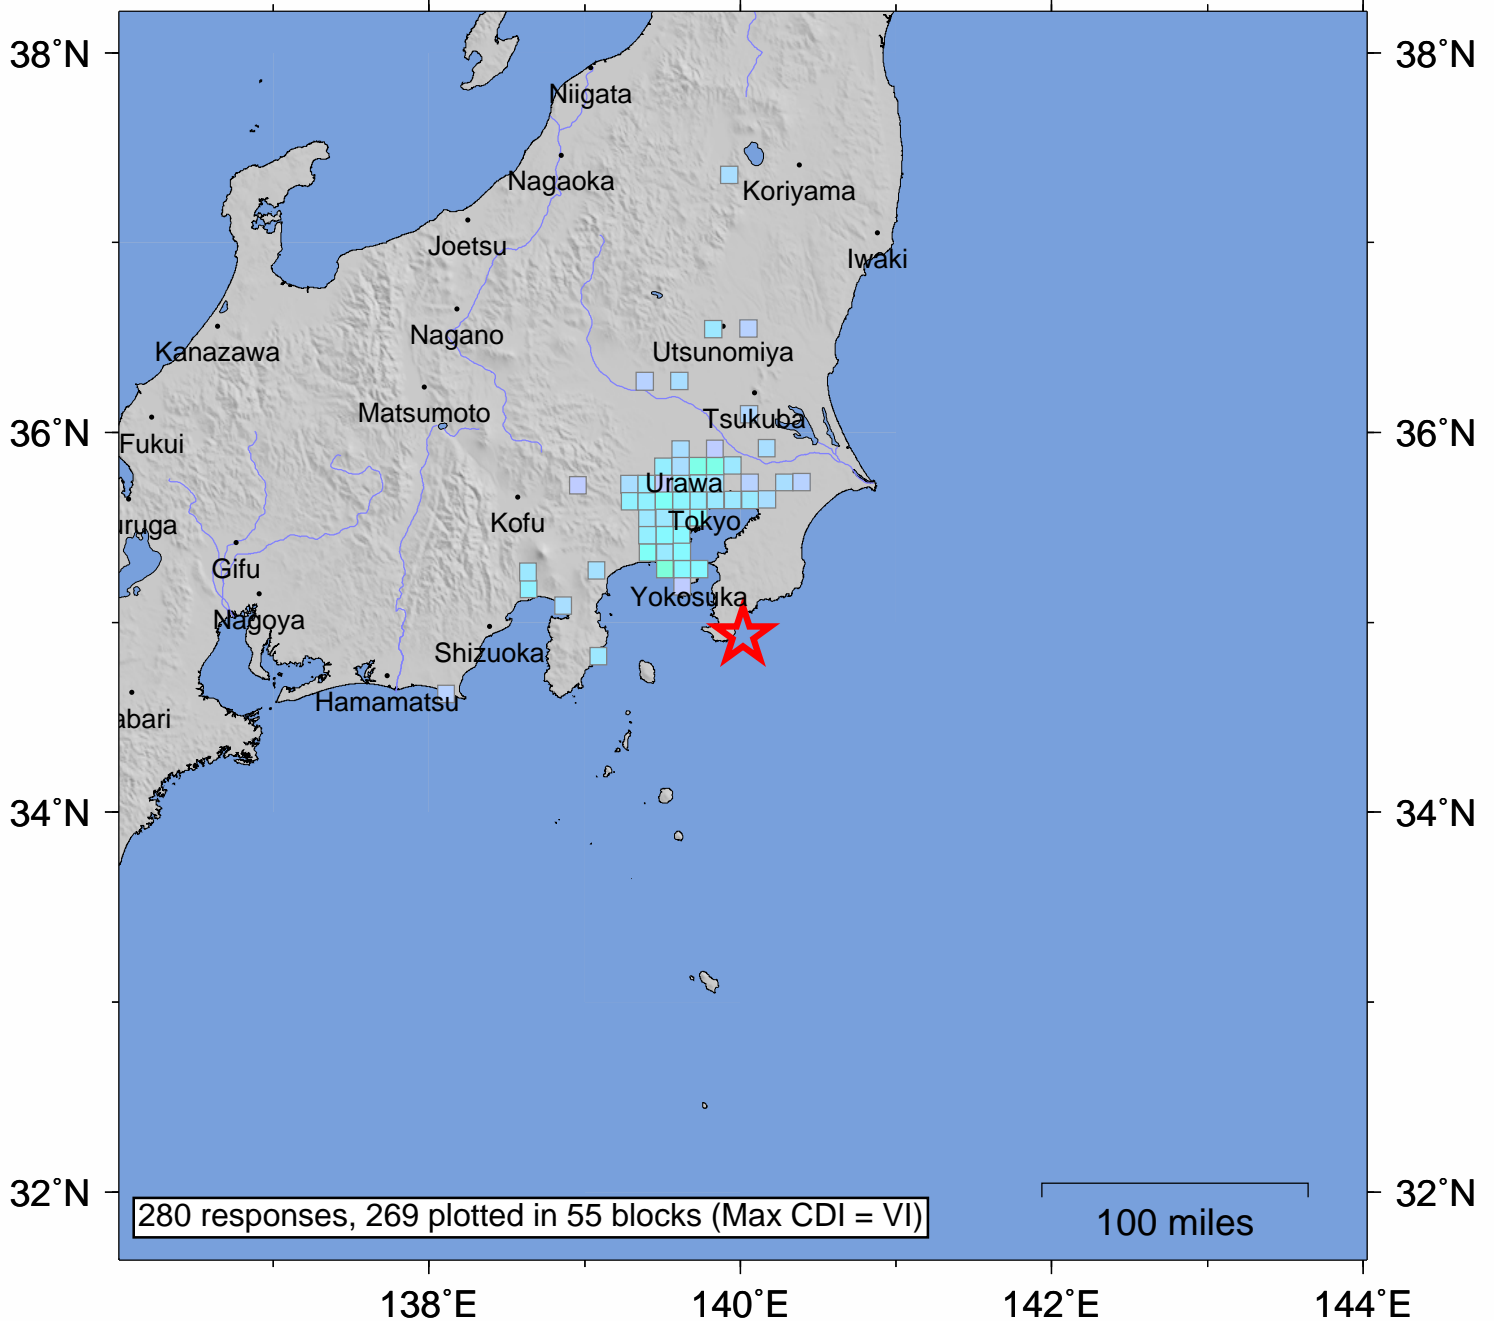 38˚N
38˚N
Niigata
Nagaoka
Koriyama
Joetsu
Iwaki
Nagano
Kanazawa
Utsunomiya
Matsumoto
Tsukuba
36˚N
Fukui
36˚N
Urawa
Kofu
Tokyo
uruga
Gifu
Yokosuka
Nagoya
Shizuoka
Hamamatsu
abari
34˚N
34˚N
32˚N
32˚N
280 responses, 269 plotted in 55 blocks (Max CDI = VI)
100 miles
138˚E
140˚E
142˚E
144˚E